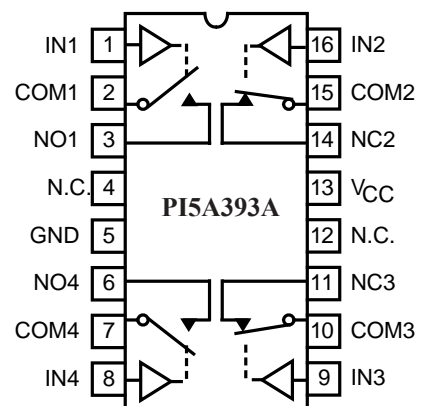 IN1 1 16 IN2
COM1 2 15 COM2
NO1 3 14 NC2
N.C. 4 13 VCC
PI5A393A
GND 5 12 N.C.
NO4 6 11 NC3
COM4 7 10 COM3
IN4 8 9 IN3